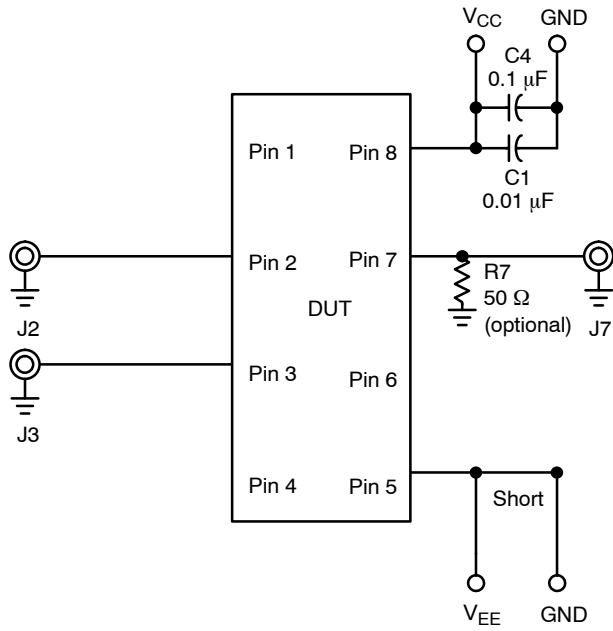 VCC GND
C4
0.1 μF
Pin 1 Pin 8
C1
0.01 μF
Pin 2 Pin 7
R7
50 Ω
(optional)
DUT
J2
J7
Pin 3 Pin 6
J3
Pin 4 Pin 5
Short
VEE GND